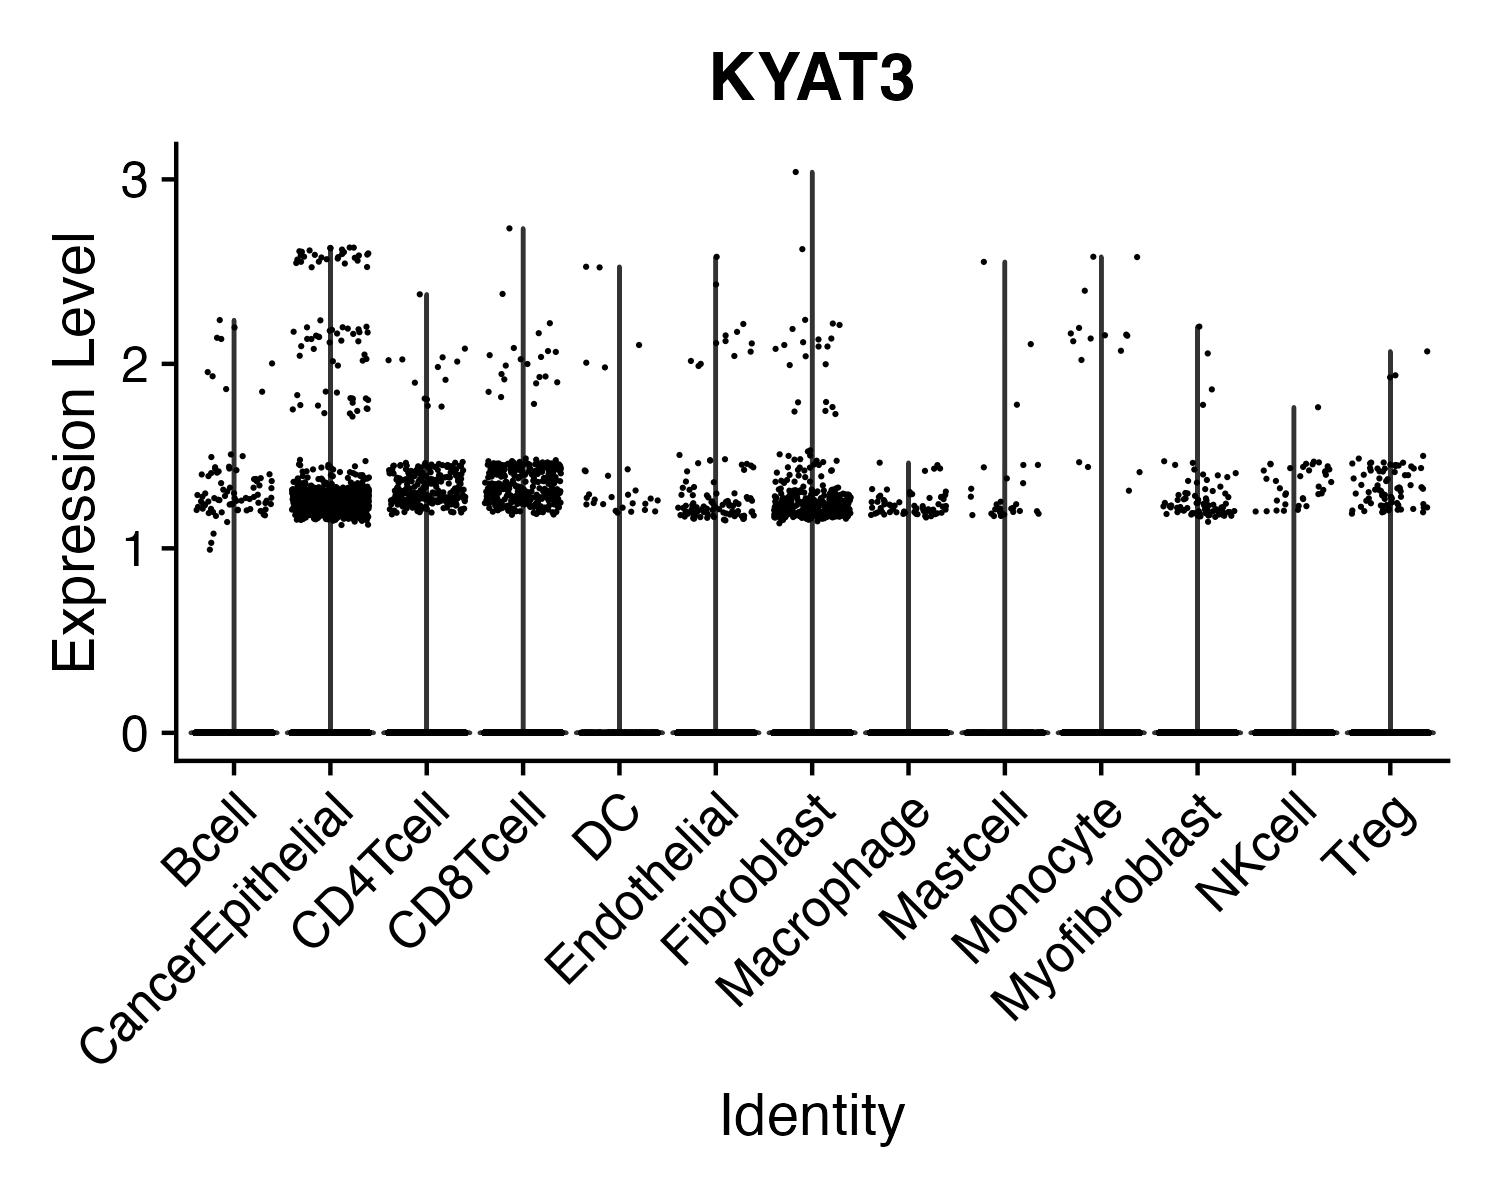 KYAT3
Expression Level
3
2
1
0
Bcell
CancerEpithelial
CD4Tcell
CD8Tcell
DC
Endothelial
Fibroblast
Macrophage
Mastcell
Monocyte
Myofibroblast
NKcell
Treg
Identity